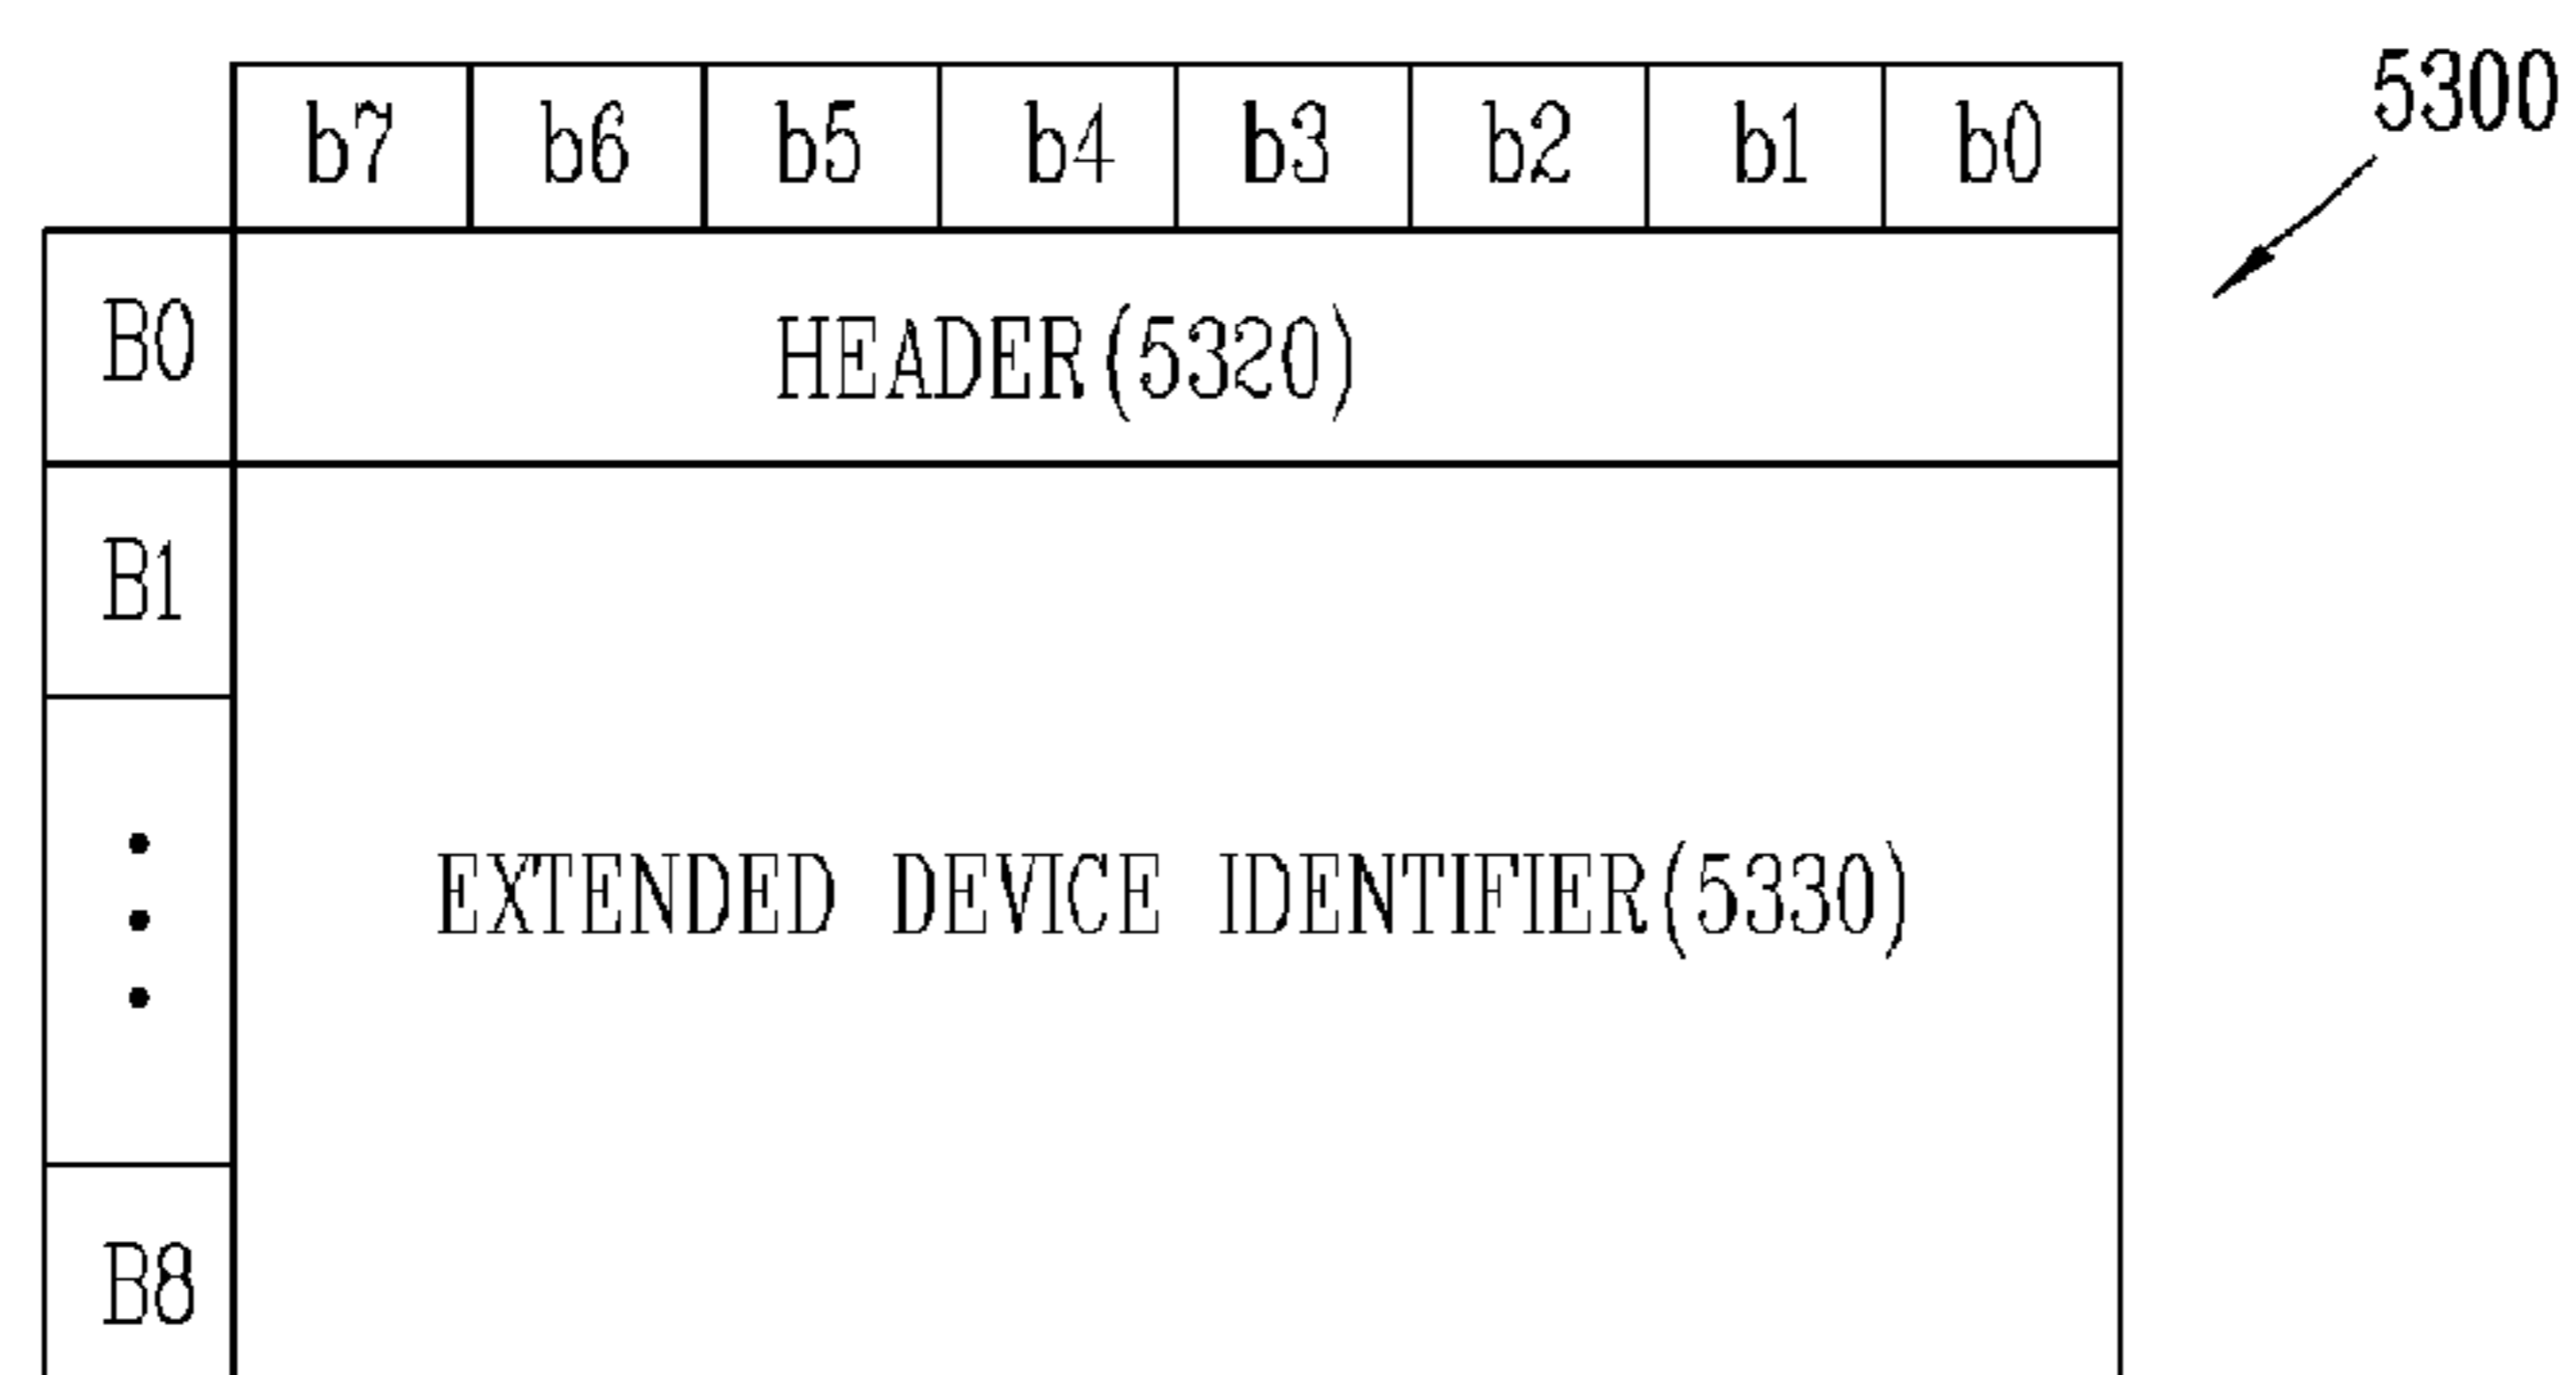 5300
b7 b6 b5 b4 b3 b2 b1 b0
B0 HEADER(5320)
B1
EXTENDED DEVICE IDENTIFIER(5330)
B8